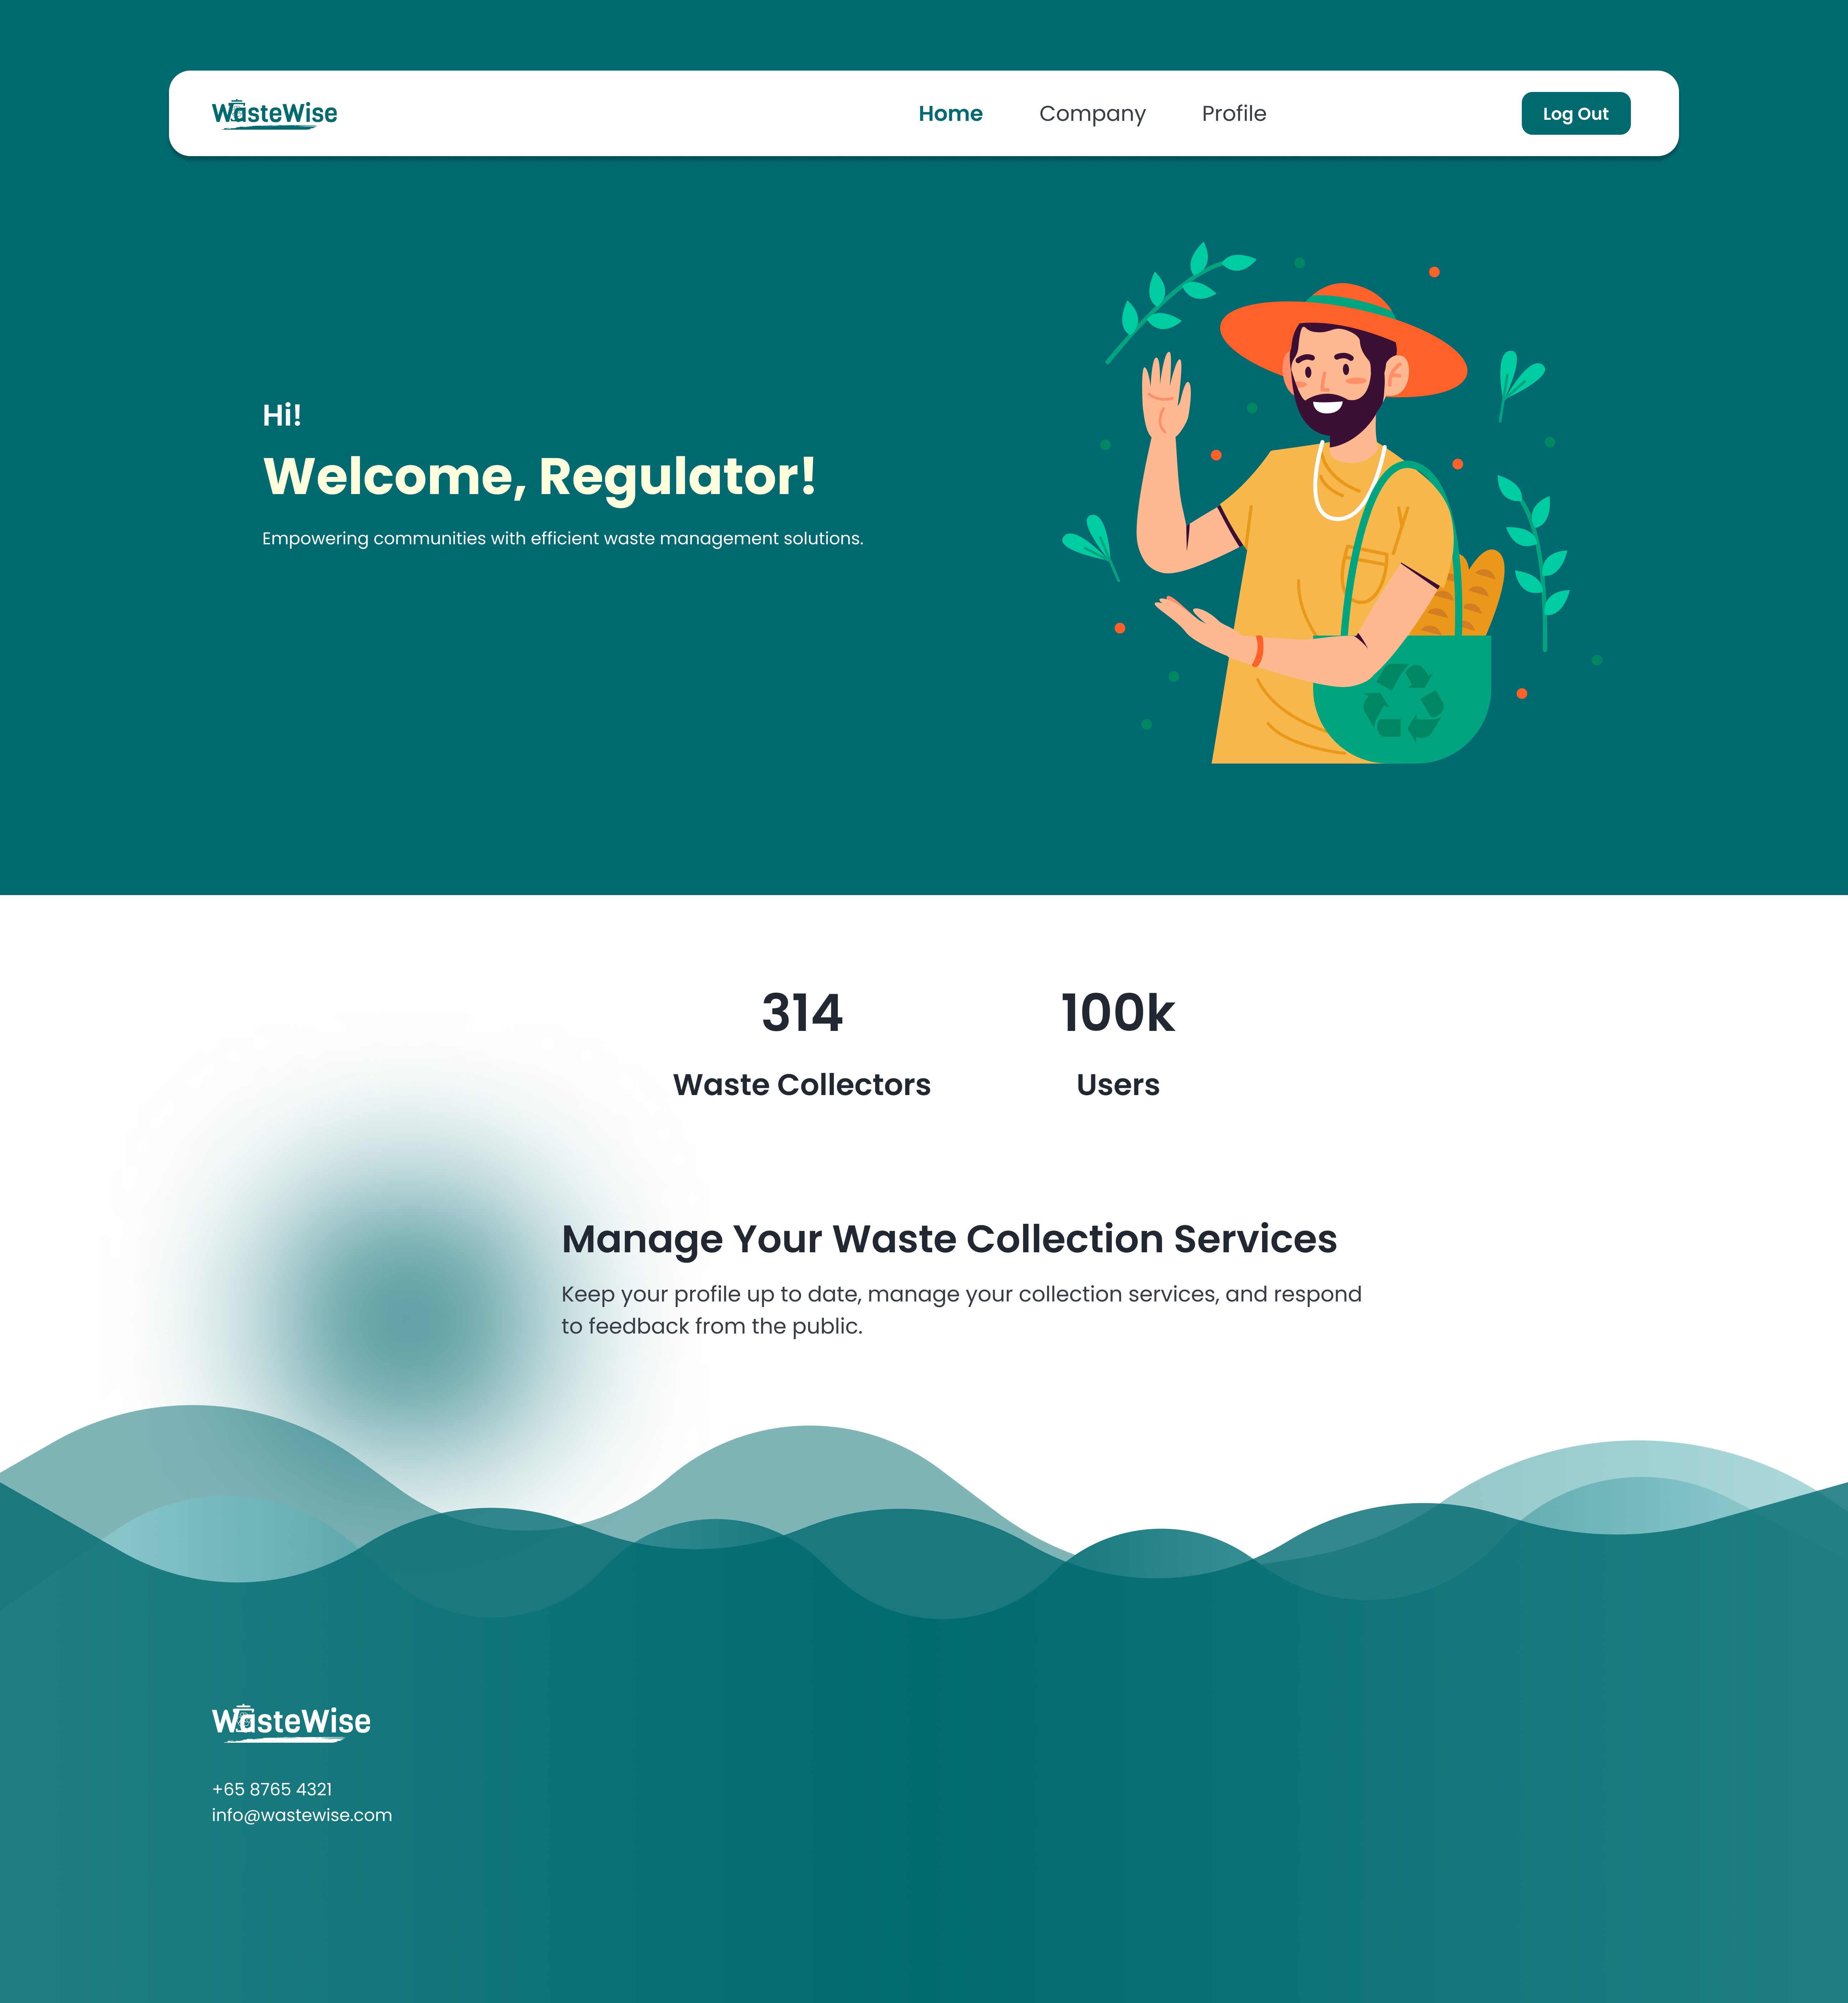 WasteWise
Home
Company
Profile
Log Out
Hi!
Welcome, Regulator!
Empowering communities with efficient waste management solutions.
314
Waste Collectors
100k
Users
Manage Your Waste Collection Services
Keep your profile up to date, manage your collection services, and respond
to feedback from the public.
WasteWise
+65 8765 4321
info@wastewise.com